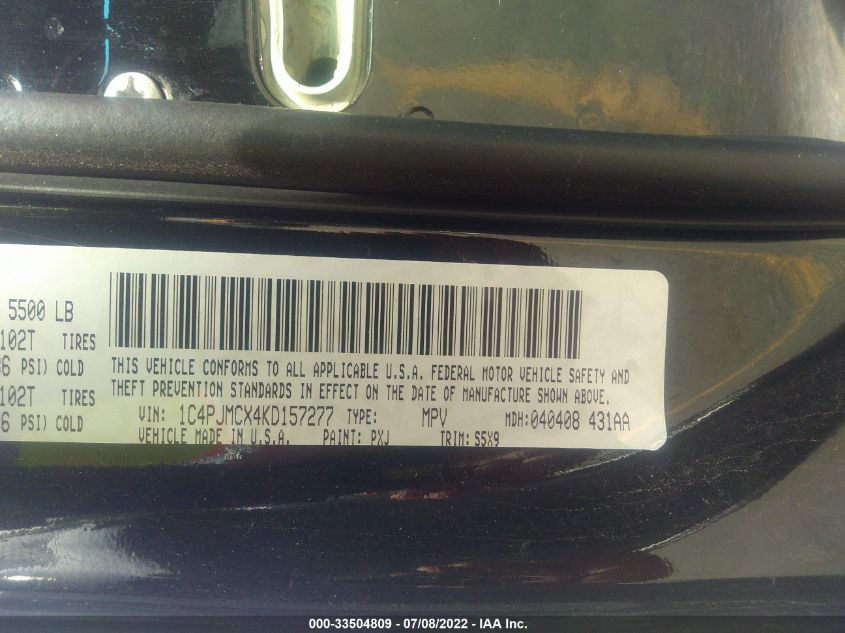 5500 LB
102T TIRES
6 PSI) COLD
102T TIRES
6 PSI) COLD
THIS VEHICLE CONFORMS TO ALL APPLICABLE U.S.A. FEDERAL MOTOR VEHICLE SAFETY AND
THEFT PREVENTION STANDARDS IN EFFECT ON THE DATE OF MANUFACTURE SHOWN ABOVE.
VIN: 1C4PJMCX4KD157277 TYPE: MPV MDH: 040408 431AA
VEHICLE MADE IN U.S.A. PAINT: PXJ TRIM: S5X9
000-33504809 - 07/08/2022 - IAA Inc.